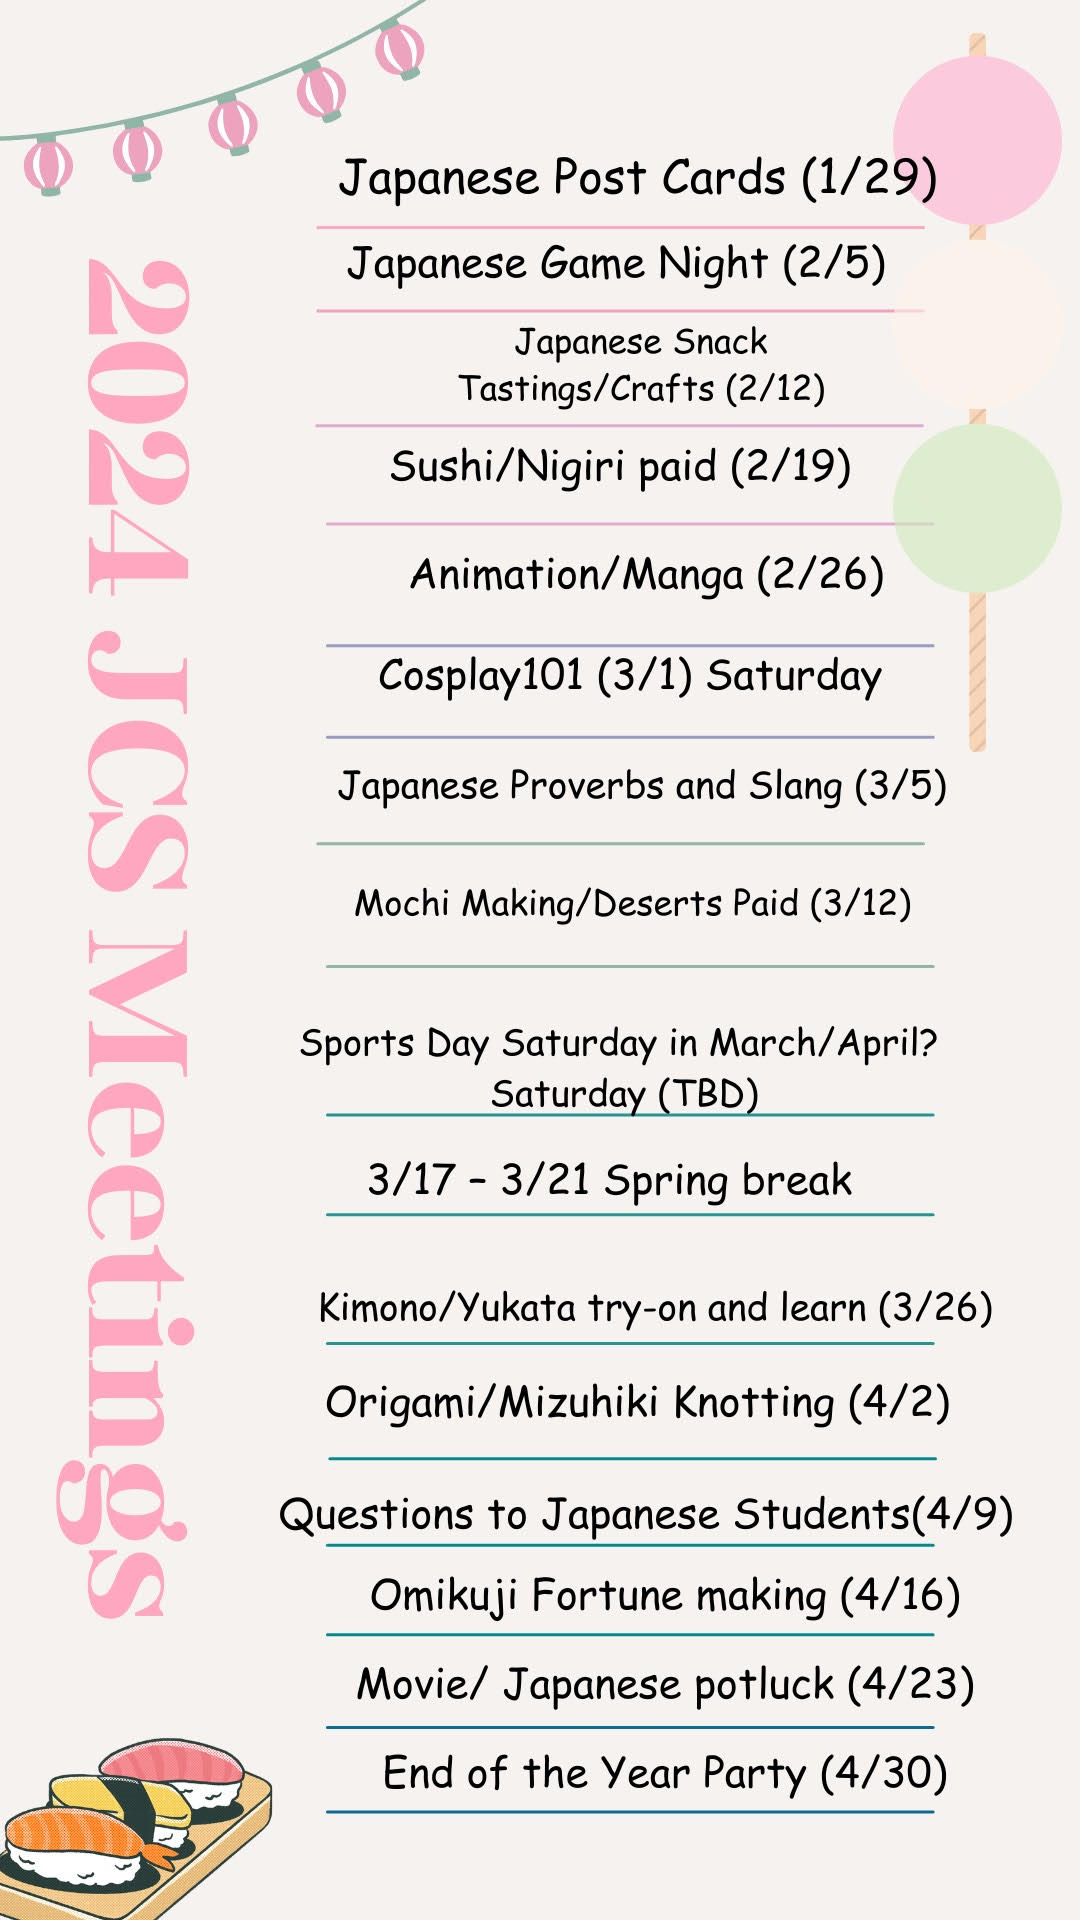 2024 JCS Meetings
Japanese Post Cards (1/29)
Japanese Game Night (2/5)
Japanese Snack
Tastings/Crafts (2/12)
Sushi/Nigiri paid (2/19)
Animation/Manga (2/26)
Cosplay101 (3/1) Saturday
Japanese Proverbs and Slang (3/5)
Mochi Making/Deserts Paid (3/12)
Sports Day Saturday in March/April?
Saturday (TBD)
3/17 – 3/21 Spring break
Kimono/Yukata try-on and learn (3/26)
Origami/Mizuhiki Knotting (4/2)
Questions to Japanese Students(4/9)
Omikuji Fortune making (4/16)
Movie/ Japanese potluck (4/23)
End of the Year Party (4/30)